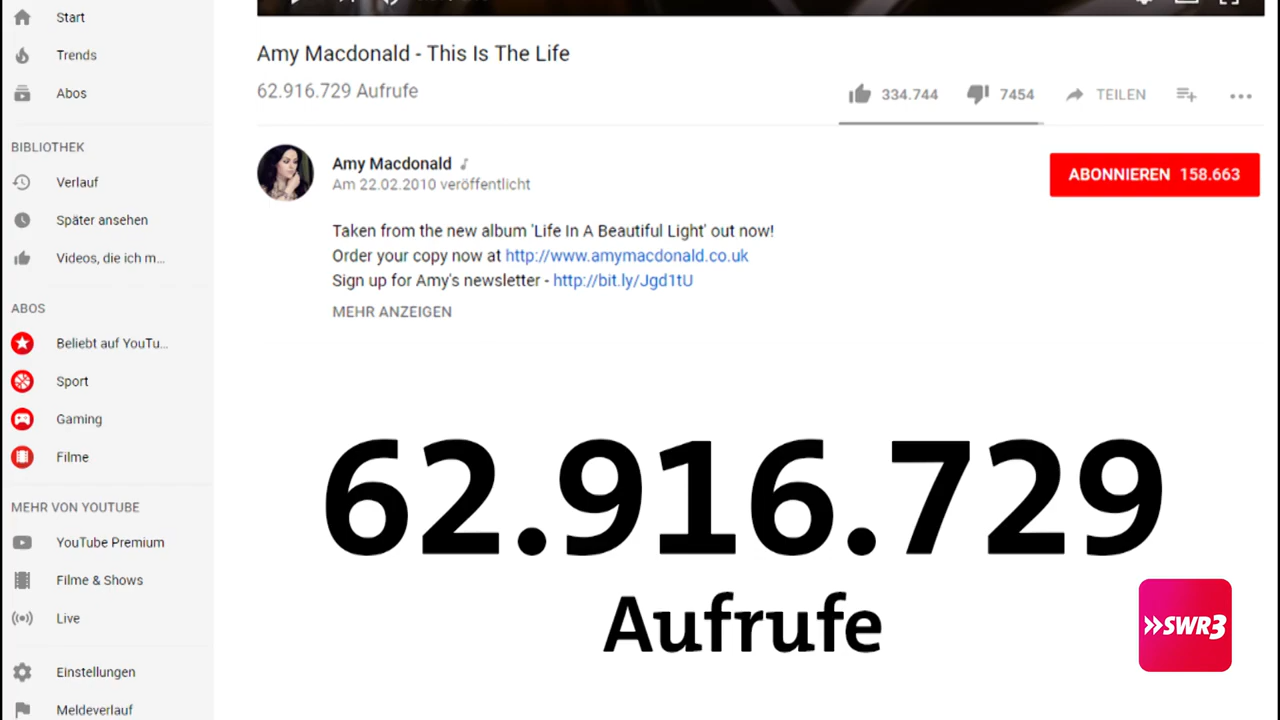 Start
Trends
Abos
BIBLIOTHEK
Verlauf
Später ansehen
Videos, die ich m...
ABOS
Beliebt auf YouTu...
Sport
Gaming
Filme
MEHR VON YOUTUBE
YouTube Premium
Filme & Shows
Live
Einstellungen
Meldeverlauf
Amy Macdonald - This Is The Life
62.916.729 Aufrufe
334.744 7454 TEILEN
Amy Macdonald
Am 22.02.2010 veröffentlicht
ABONNIEREN 158.663
Taken from the new album 'Life In A Beautiful Light' out now!
Order your copy now at http://www.amymacdonald.co.uk
Sign up for Amy's newsletter - http://bit.ly/Jgd1tU
MEHR ANZEIGEN
62.916.729
Aufrufe
SWR3